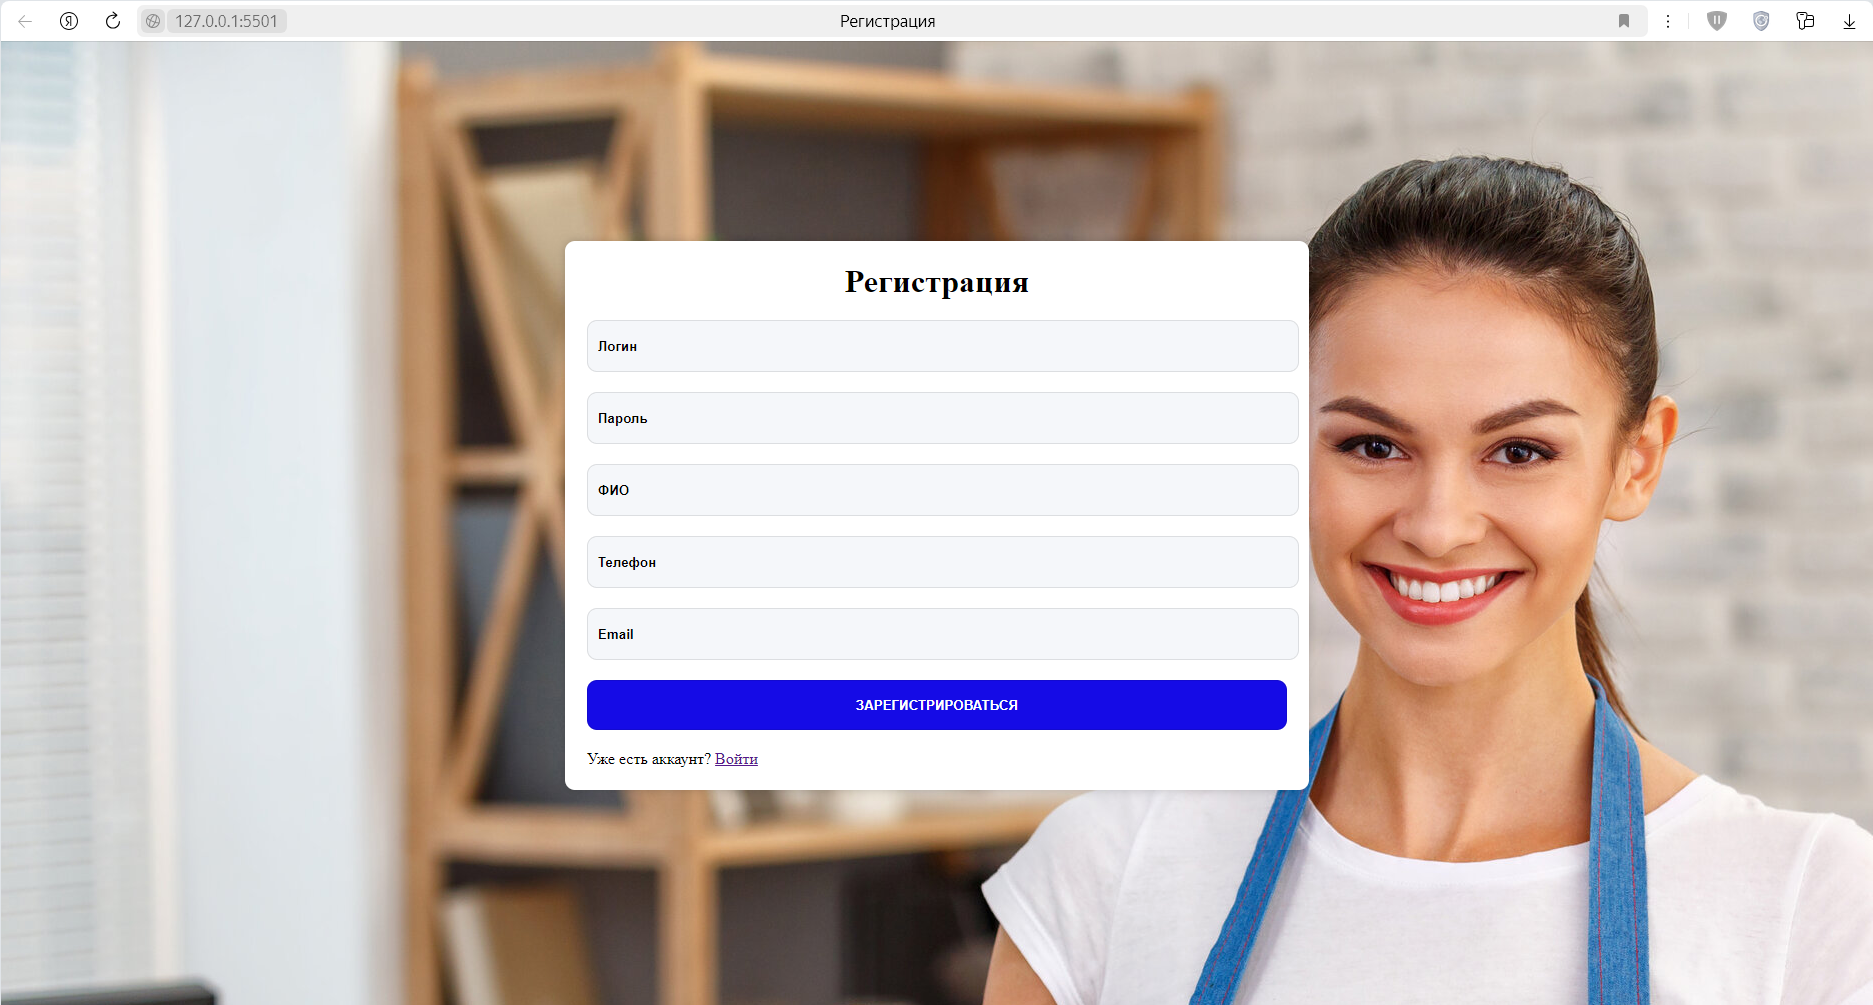 127.0.0.1:5501
Регистрация
Регистрация
Логин
Пароль
ФИО
Телефон
Email
ЗАРЕГИСТРИРОВАТЬСЯ
Уже есть аккаунт? Войти